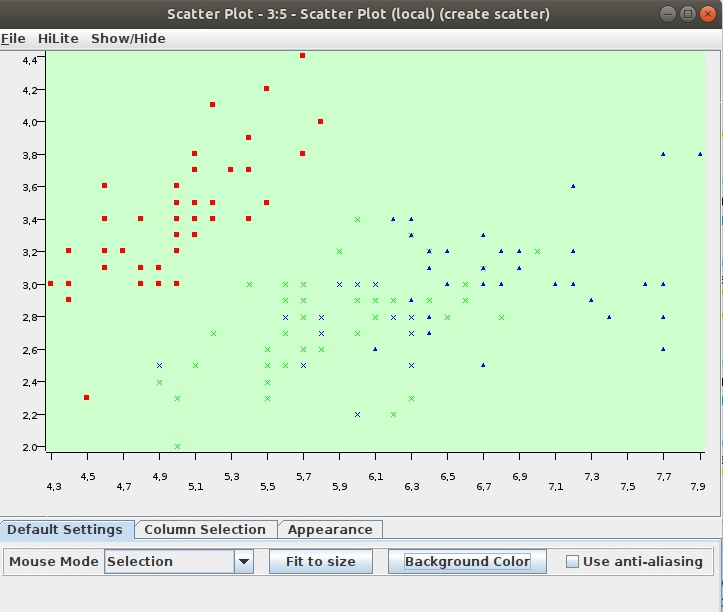 Scatter Plot - 3:5 - Scatter Plot (local) (create scatter)
File HiLite Show/Hide
4,4
4,2
4,0
3,8
3,6
3,4
3,2
3,0
2,8
2,6
2,4
2,2
2,0
4,5 4,9 5,3 5,7 6,1 6,5 6,9 7,3 7,7
4,3 4,7 5,1 5,5 5,9 6,3 6,7 7,1 7,5 7,9
Default Settings Column Selection Appearance
Mouse Mode Selection Fit to size Background Color Use anti-aliasing